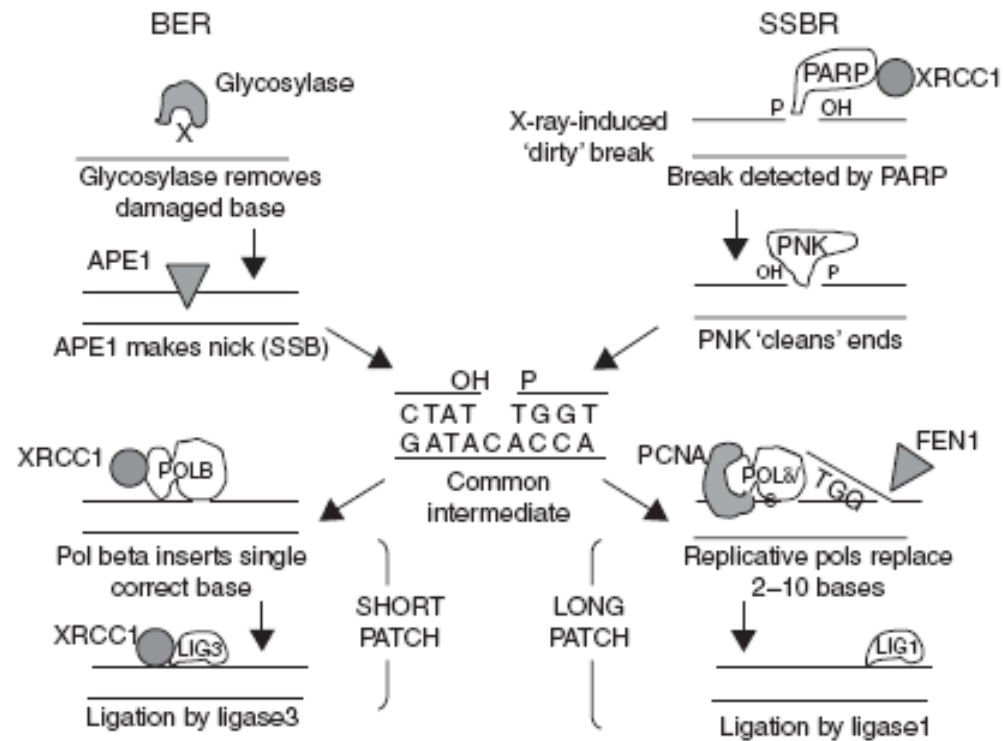 BER
Glycosylase
X
Glycosylase removes
damaged base
APE1
APE1 makes nick (SSB)
SSBR
PARP
XRCC1
P OH
X-ray-induced
'dirty' break
Break detected by PARP
PNK
OH P
PNK 'cleans' ends
OH P
CTAT TGGT
GATACACCA
Common
intermediate
XRCC1
POLB
Pol beta inserts single
correct base
XRCC1
LIG3
Ligation by ligase3
SHORT
PATCH
LONG
PATCH
PCNA
TGG
FEN1
Replicative pols replace
2–10 bases
LIG1
Ligation by ligase1